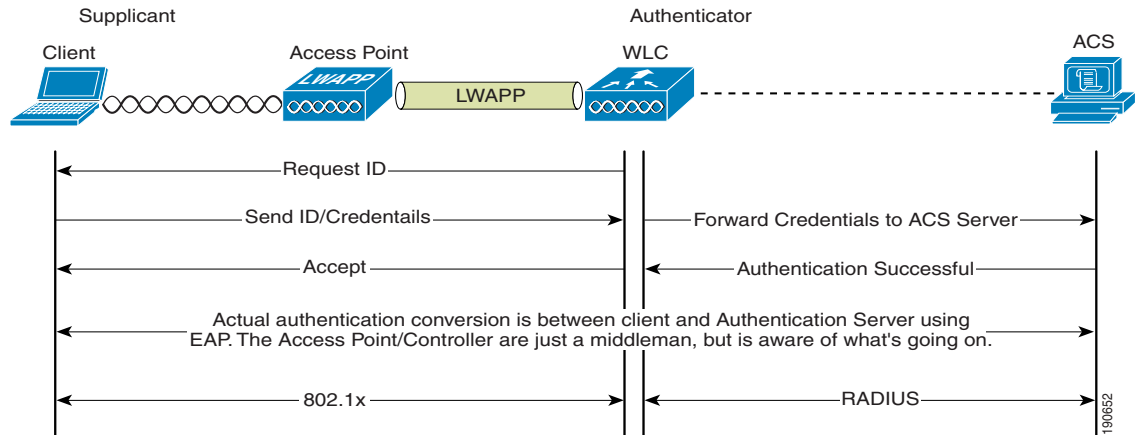 Supplicant
Authenticator
Client
Access Point
WLC
ACS
LWAPP
LWAPP
Request ID
Send ID/Credentails
Forward Credentials to ACS Server
Accept
Authentication Successful
Actual authentication conversion is between client and Authentication Server using
EAP. The Access Point/Controller are just a middleman, but is aware of what's going on.
802.1x
RADIUS
190652